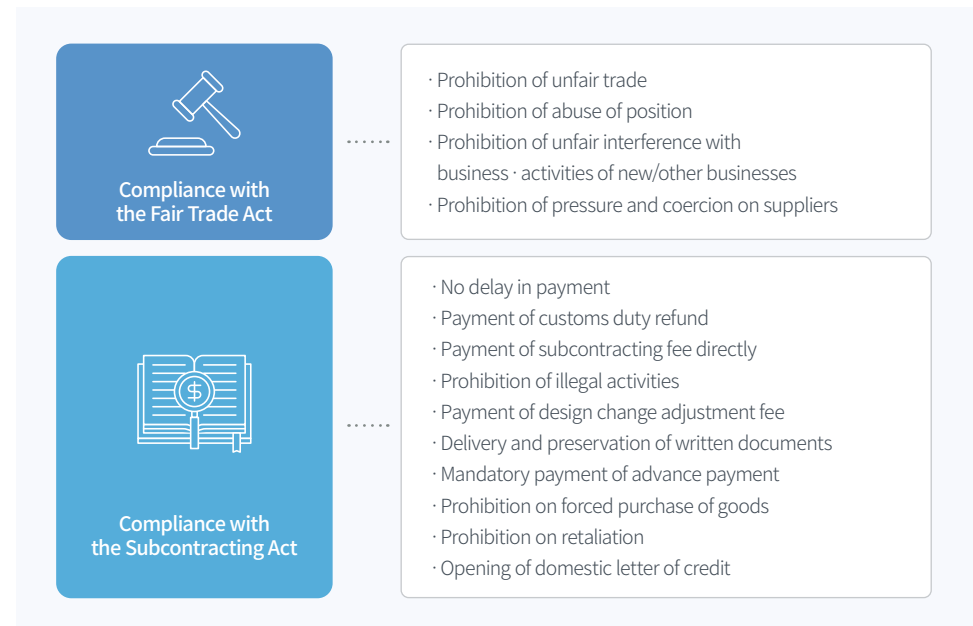 Compliance with
the Fair Trade Act
· Prohibition of unfair trade
· Prohibition of abuse of position
· Prohibition of unfair interference with
business · activities of new/other businesses
· Prohibition of pressure and coercion on suppliers
$
Compliance with
the Subcontracting Act
· No delay in payment
· Payment of customs duty refund
· Payment of subcontracting fee directly
· Prohibition of illegal activities
· Payment of design change adjustment fee
· Delivery and preservation of written documents
· Mandatory payment of advance payment
· Prohibition on forced purchase of goods
· Prohibition on retaliation
· Opening of domestic letter of credit